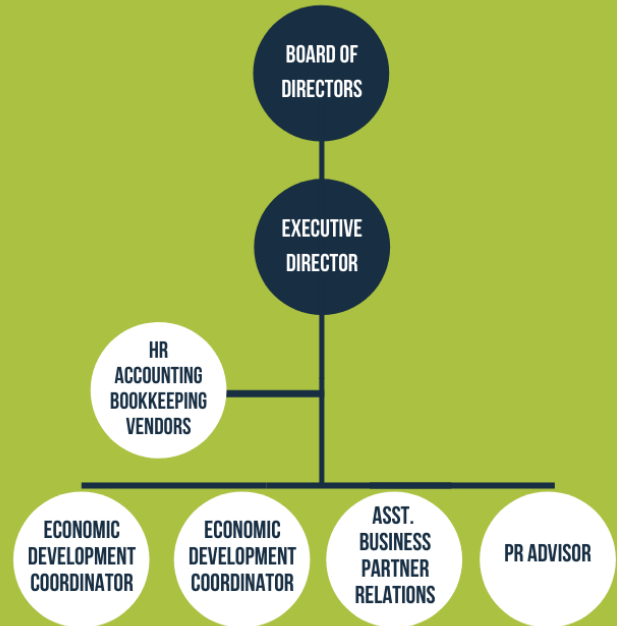 BOARD OF
DIRECTORS
EXECUTIVE
DIRECTOR
HR
ACCOUNTING
BOOKKEEPING
VENDORS
ECONOMIC
DEVELOPMENT
COORDINATOR
ECONOMIC
DEVELOPMENT
COORDINATOR
ASST.
BUSINESS
PARTNER
RELATIONS
PR ADVISOR